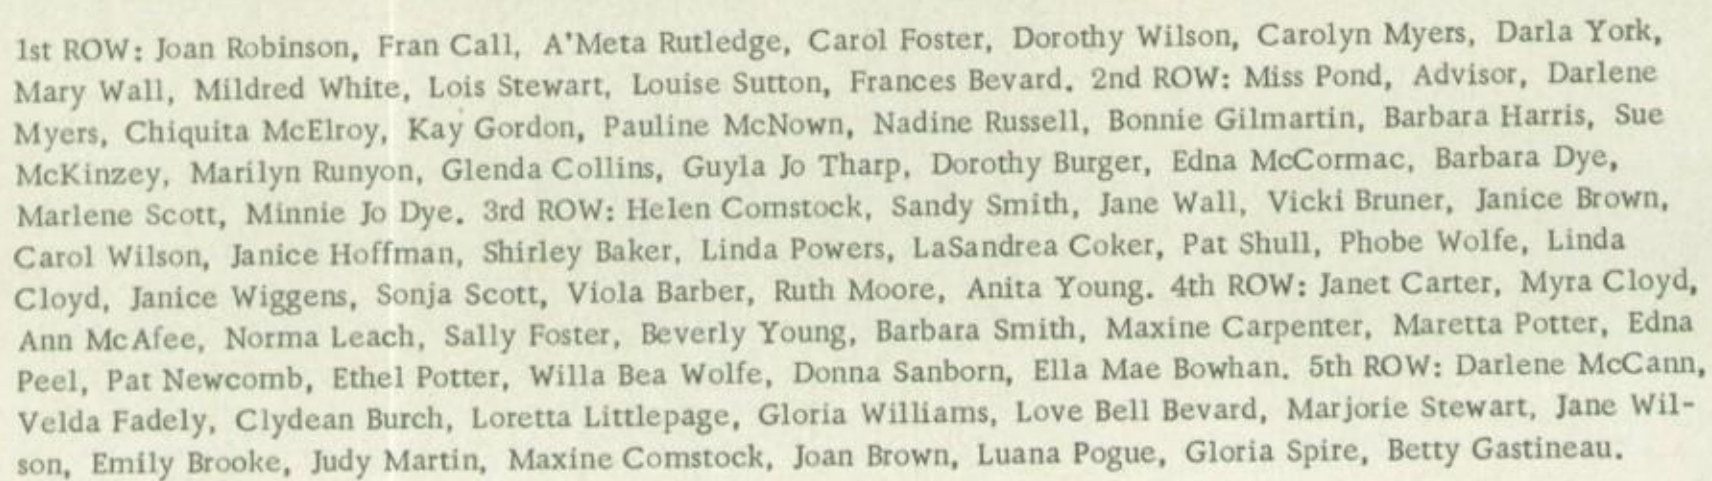 1st ROW: Joan Robinson, Fran Call, A'Meta Rutledge, Carol Foster, Dorothy Wilson, Carolyn Myers, Darla York,
Mary Wall, Mildred White, Lois Stewart, Louise Sutton, Frances Bevard. 2nd ROW: Miss Pond, Advisor, Darlene
Myers, Chiquita McElroy, Kay Gordon, Pauline McNown, Nadine Russell, Bonnie Gilmartin, Barbara Harris, Sue
McKinzey, Marilyn Runyon, Glenda Collins, Guyla Jo Tharp, Dorothy Burger, Edna McCormac, Barbara Dye,
Marlene Scott, Minnie Jo Dye. 3rd ROW: Helen Comstock, Sandy Smith, Jane Wall, Vicki Bruner, Janice Brown,
Carol Wilson, Janice Hoffman, Shirley Baker, Linda Powers, LaSandrea Coker, Pat Shull, Phobe Wolfe, Linda
Cloyd, Janice Wiggens, Sonja Scott, Viola Barber, Ruth Moore, Anita Young. 4th ROW: Janet Carter, Myra Cloyd,
Ann McAfee, Norma Leach, Sally Foster, Beverly Young, Barbara Smith, Maxine Carpenter, Maretta Potter, Edna
Peel, Pat Newcomb, Ethel Potter, Willa Bea Wolfe, Donna Sanborn, Ella Mae Bowhan. 5th ROW: Darlene McCann,
Velda Fadely, Clydean Burch, Loretta Littlepage, Gloria Williams, Love Bell Bevard, Marjorie Stewart, Jane Wil-
son, Emily Brooke, Judy Martin, Maxine Comstock, Joan Brown, Luana Pogue, Gloria Spire, Betty Gastineau.